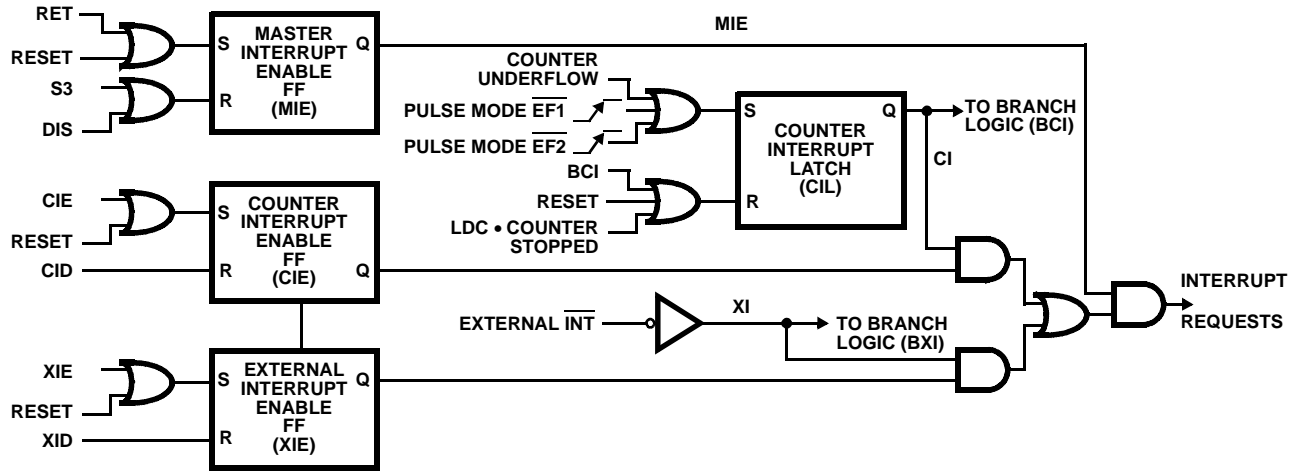 RET
RESET
S3
DIS
S
R
Q
MASTER
INTERRUPT
ENABLE
FF
(MIE)
MIE
COUNTER
UNDERFLOW
PULSE MODE EF1
PULSE MODE EF2
BCI
RESET
LDC • COUNTER
STOPPED
S
R
Q
COUNTER
INTERRUPT
LATCH
(CIL)
TO BRANCH
LOGIC (BCI)
CI
CIE
RESET
CID
S
R
Q
COUNTER
INTERRUPT
ENABLE
FF
(CIE)
EXTERNAL INT
XI
TO BRANCH
LOGIC (BXI)
INTERRUPT
REQUESTS
XIE
RESET
XID
S
R
Q
EXTERNAL
INTERRUPT
ENABLE
FF
(XIE)